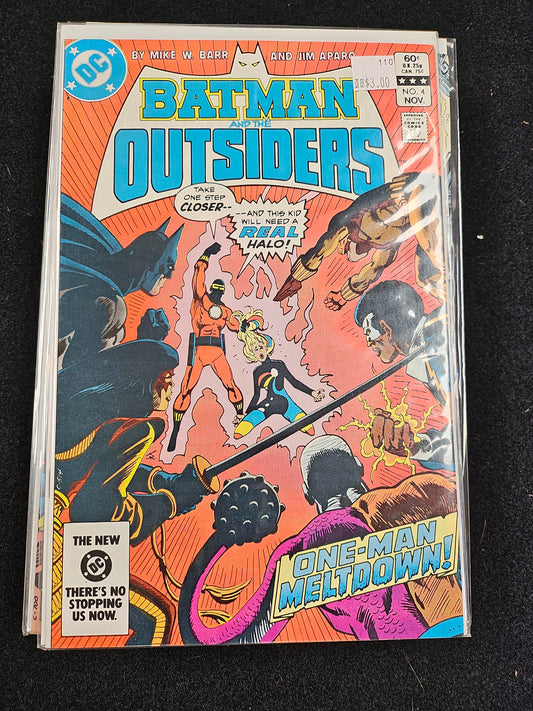 BY MIKE W. BARR AND JIM APARO
110
$3.00
DC
60¢
U.K. 25p
CAN. 75¢
NO. 4
NOV.
APPROVED
BY THE
COMICS
CODE
AUTHORITY
BATMAN
AND THE
OUTSIDERS
TAKE
ONE STEP
CLOSER--
--AND THIS KID
WILL NEED A
REAL
HALO!
ONE-MAN
MELTDOWN!
THE NEW
DC
THERE'S NO
STOPPING
US NOW.